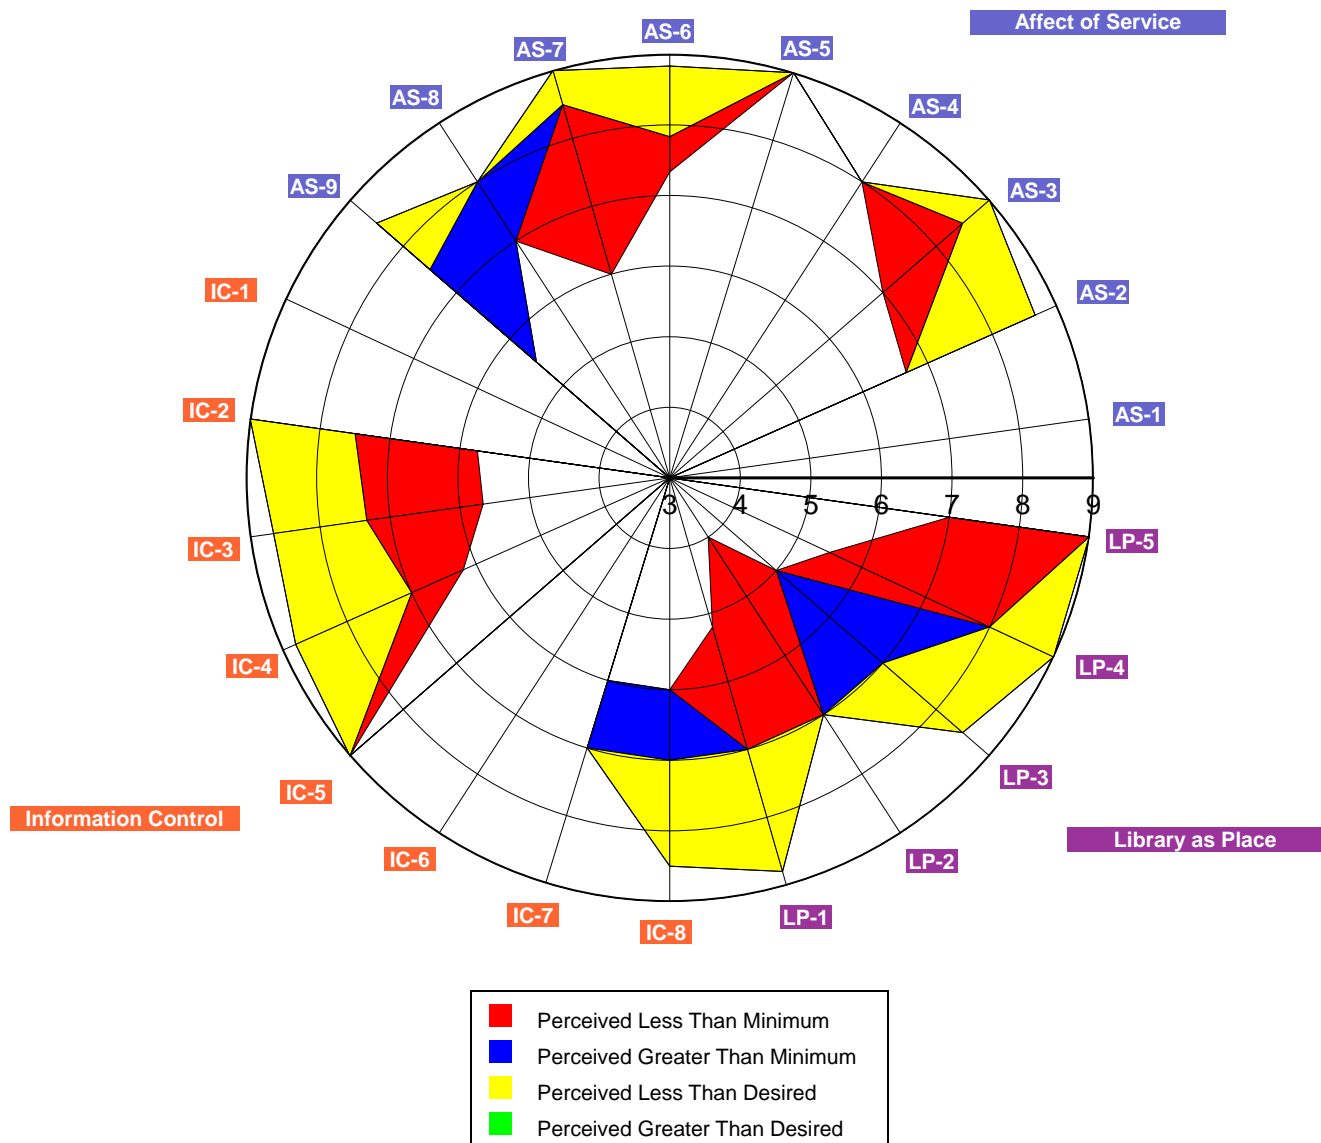 Affect of Service
AS-6
AS-7
AS-5
AS-8
AS-4
AS-9
AS-3
IC-1
AS-2
IC-2
AS-1
3 4 5 6 7 8 9
IC-3
LP-5
IC-4
LP-4
IC-5
LP-3
Information Control
Library as Place
IC-6
LP-2
IC-7
LP-1
IC-8
Perceived Less Than Minimum
Perceived Greater Than Minimum
Perceived Less Than Desired
Perceived Greater Than Desired